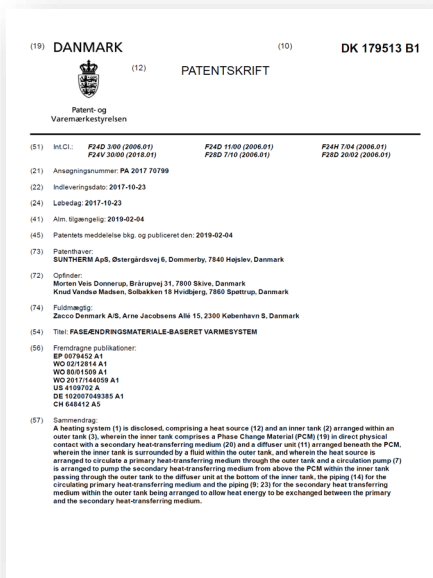 (19) DANMARK
(10)
DK 179513 B1
(12)
PATENTSKRIFT
Patent- og
Varemærkestyrelsen
(51) Int.Cl.: F24D 3/00 (2006.01) F24D 11/00 (2006.01) F24H 7/04 (2006.01)
F24V 30/00 (2018.01) F28D 7/10 (2006.01) F28D 20/02 (2006.01)
(21) Ansøgningsnummer: PA 2017 70799
(22) Indleveringsdato: 2017-10-23
(24) Løbedag: 2017-10-23
(41) Alm. tilgængelig: 2019-02-04
(45) Patentets meddelelse bkg. og publiceret den: 2019-02-04
(73) Patenthaver:
SUNTHERM ApS, Østergårdsvej 6, Dommerby, 7840 Højslev, Danmark
(72) Opfinder:
Morten Veis Donnerup, Brårupvej 31, 7800 Skive, Danmark
Knud Vandsø Madsen, Solbakken 18 Hvidbjerg, 7860 Spøttrup, Danmark
(74) Fuldmægtig:
Zacco Denmark A/S, Arne Jacobsens Allé 15, 2300 København S, Danmark
(54) Titel: FASEÆNDRINGSMATERIALE-BASERET VARMESYSTEM
(56) Fremdragne publikationer:
EP 0079452 A1
WO 02/12814 A1
WO 80/01509 A1
WO 2017/144059 A1
US 4109702 A
DE 102007049385 A1
CH 648412 A5
(57) Sammendrag:
A heating system (1) is disclosed, comprising a heat source (12) and an inner tank (2) arranged within an
outer tank (3), wherein the inner tank comprises a Phase Change Material (PCM) (19) in direct physical
contact with a secondary heat-transferring medium (20) and a diffuser unit (11) arranged beneath the PCM,
wherein the inner tank is surrounded by a fluid within the outer tank, and wherein the heat source is
arranged to circulate a primary heat-transferring medium through the outer tank and a circulation pump (7)
is arranged to pump the secondary heat-transferring medium from above the PCM within the inner tank
passing through the outer tank to the diffuser unit at the bottom of the inner tank, the piping (14) for the
circulating primary heat-transferring medium and the piping (9; 23) for the secondary heat transferring
medium within the outer tank being arranged to allow heat energy to be exchanged between the primary
and the secondary heat-transferring medium.